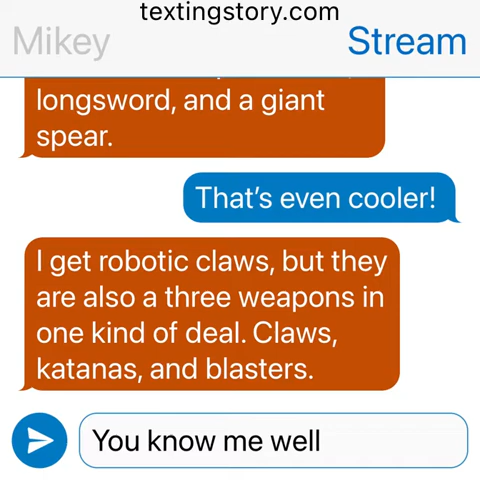 textingstory.com
Mikey Stream
longsword, and a giant
spear.
That’s even cooler!
I get robotic claws, but they
are also a three weapons in
one kind of deal. Claws,
katanas, and blasters.
You know me well